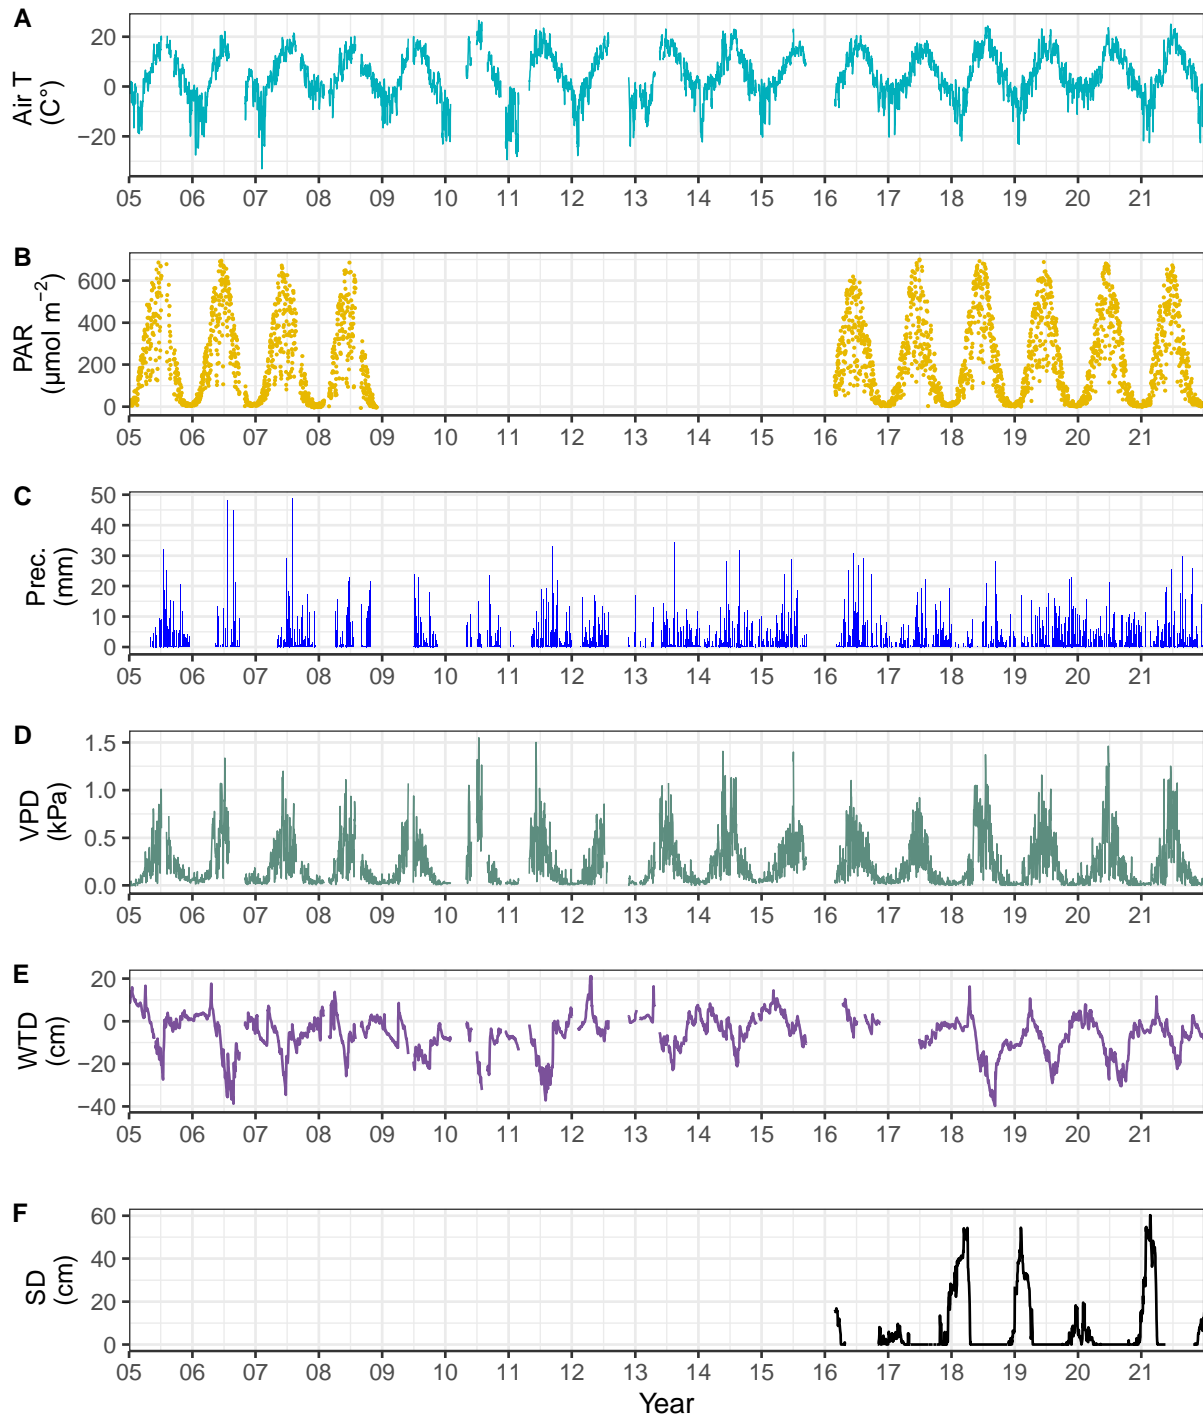 A
Air T
(C°)
20
0
−20
05 06 07 08 09 10 11 12 13 14 15 16 17 18 19 20 21
B
PAR
(μmol m⁻²)
600
400
200
0
05 06 07 08 09 10 11 12 13 14 15 16 17 18 19 20 21
C
Prec.
(mm)
50
40
30
20
10
0
05 06 07 08 09 10 11 12 13 14 15 16 17 18 19 20 21
D
VPD
(kPa)
1.5
1.0
0.5
0.0
05 06 07 08 09 10 11 12 13 14 15 16 17 18 19 20 21
E
WTD
(cm)
20
0
−20
−40
05 06 07 08 09 10 11 12 13 14 15 16 17 18 19 20 21
F
SD
(cm)
60
40
20
0
05 06 07 08 09 10 11 12 13 14 15 16 17 18 19 20 21
Year